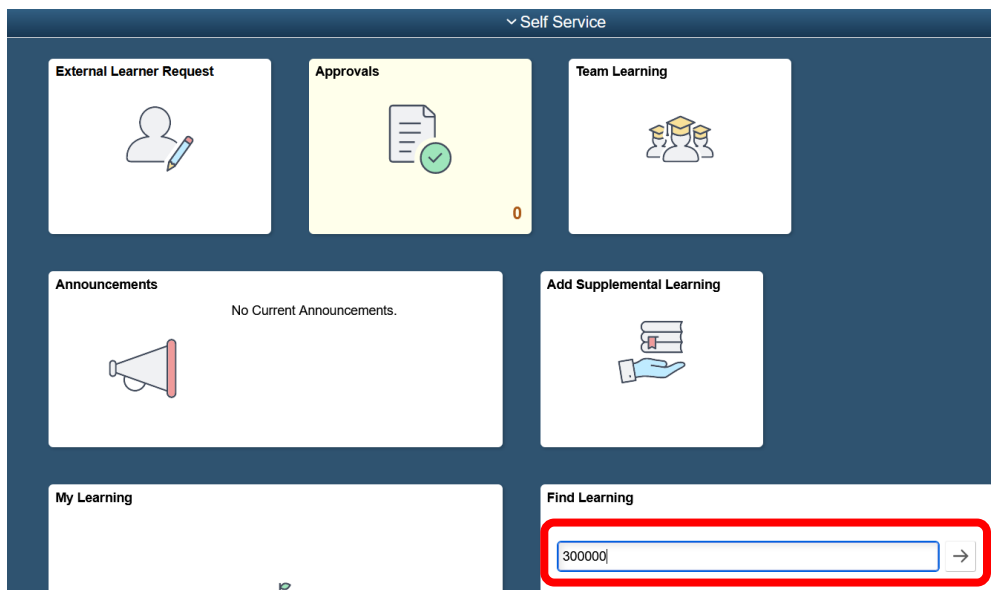 Self Service
External Learner Request
Approvals
Team Learning
0
Announcements
No Current Announcements.
Add Supplemental Learning
My Learning
Find Learning
300000